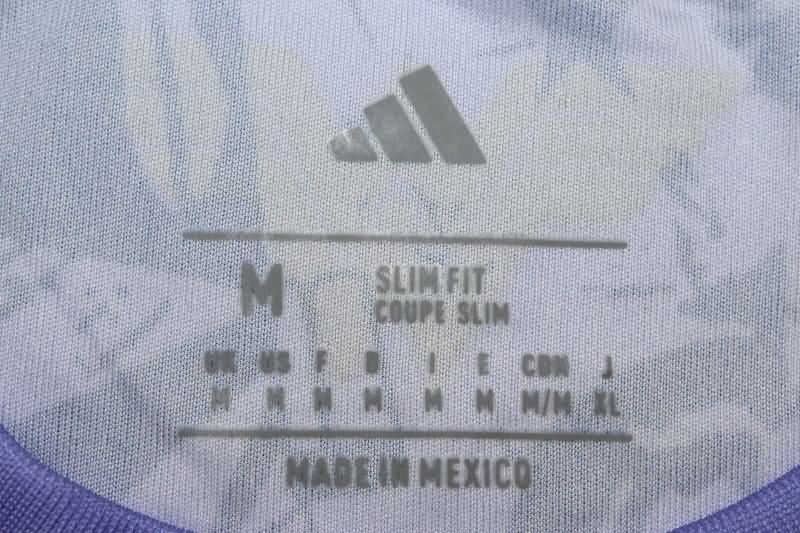 M
SLIM FIT
COUPE SLIM
UK US F D I E CDN J
M M M M M M M/M XL
MADE IN MEXICO